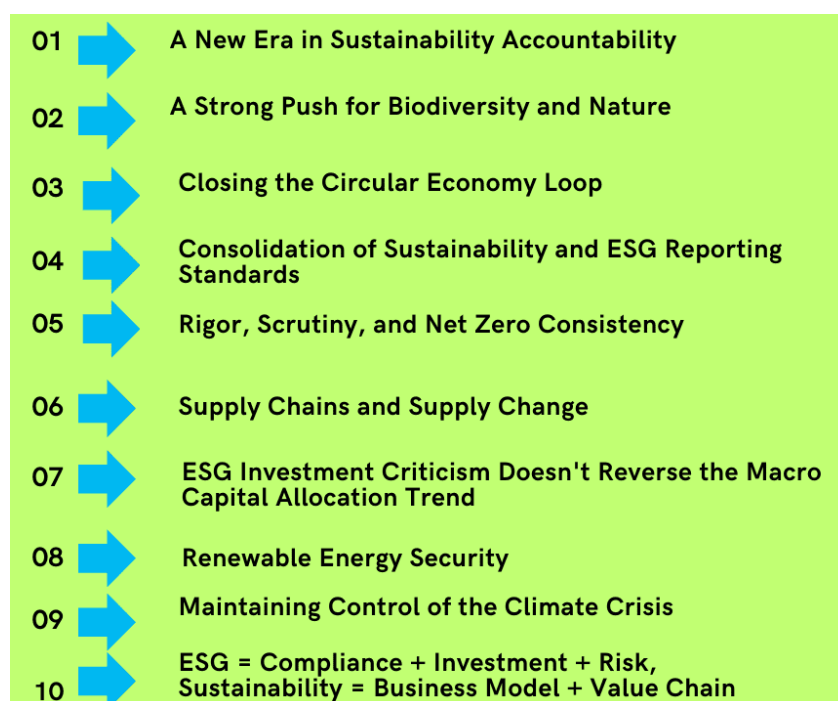 01 A New Era in Sustainability Accountability
02 A Strong Push for Biodiversity and Nature
03 Closing the Circular Economy Loop
04 Consolidation of Sustainability and ESG Reporting
Standards
05 Rigor, Scrutiny, and Net Zero Consistency
06 Supply Chains and Supply Change
07 ESG Investment Criticism Doesn't Reverse the Macro
Capital Allocation Trend
08 Renewable Energy Security
09 Maintaining Control of the Climate Crisis
10 ESG = Compliance + Investment + Risk,
Sustainability = Business Model + Value Chain